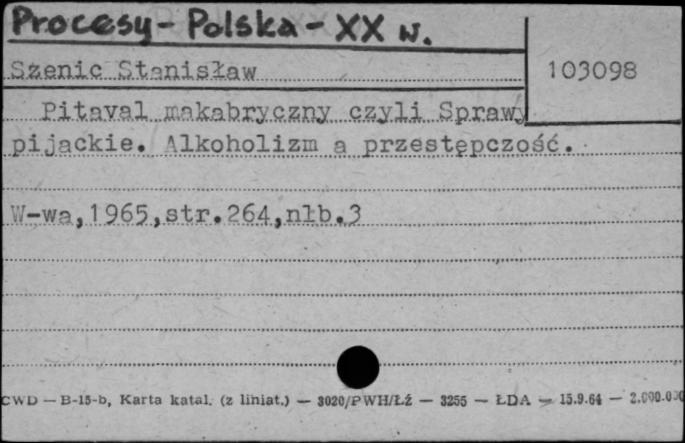 Procesy - Polska - XX w.
Szenic Stanisław
103098
Pitaval makabryczny czyli Sprawy
pijackie. Alkoholizm a przestępczość.
W-wa,1965,str.264,nlb.3
CWD — B-15-b, Karta katal. (z liniat.) — 3020/PWH/Łź — 3255 — ŁDA — 15.9.64 — 2.000.000